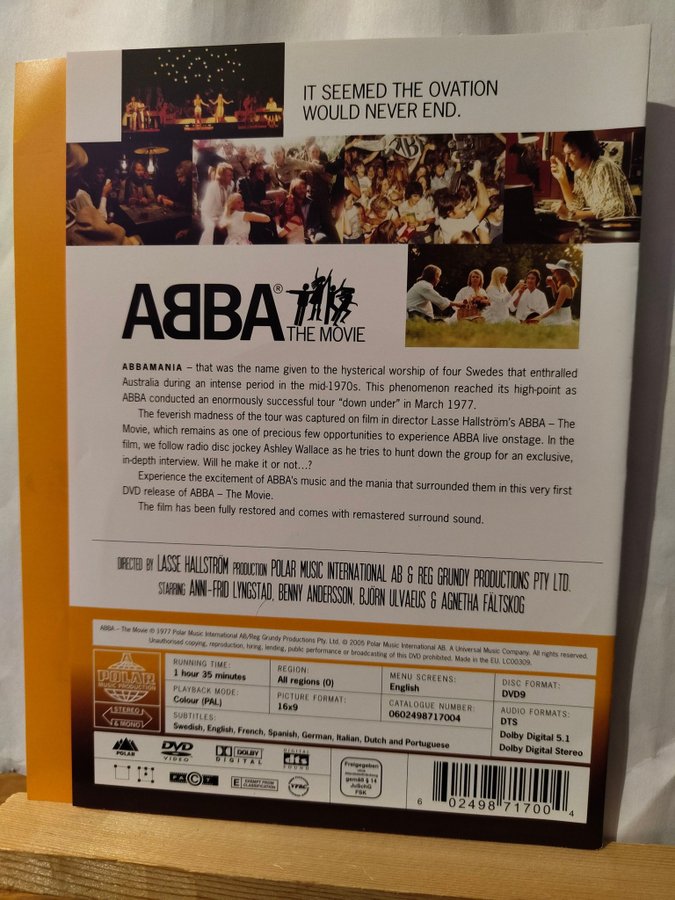 IT SEEMED THE OVATION
WOULD NEVER END.
ABBA
ABBA®
THE MOVIE
ABBAMANIA – that was the name given to the hysterical worship of four Swedes that enthralled
Australia during an intense period in the mid-1970s. This phenomenon reached its high-point as
ABBA conducted an enormously successful tour “down under” in March 1977.
The feverish madness of the tour was captured on film in director Lasse Hallström’s ABBA – The
Movie, which remains as one of precious few opportunities to experience ABBA live onstage. In the
film, we follow radio disc jockey Ashley Wallace as he tries to hunt down the group for an exclusive,
in-depth interview. Will he make it or not…?
Experience the excitement of ABBA’s music and the mania that surrounded them in this very first
DVD release of ABBA – The Movie.
The film has been fully restored and comes with remastered surround sound.
DIRECTED BY LASSE HALLSTRÖM PRODUCTION POLAR MUSIC INTERNATIONAL AB & REG GRUNDY PRODUCTIONS PTY LTD.
STARRING ANNI-FRID LYNGSTAD, BENNY ANDERSSON, BJÖRN ULVAEUS & AGNETHA FÄLTSKOG
ABBA – The Movie ℗ 1977 Polar Music International AB/Reg Grundy Productions Pty, Ltd. © 2005 Polar Music International AB. A Universal Music Company. All rights reserved.
Unauthorised copying, reproduction, hiring, lending, public performance or broadcasting of this DVD prohibited. Made in the EU. LC00309.
POLAR
MUSIC PRODUCTION
STEREO
& MONO
RUNNING TIME:
1 hour 35 minutes
REGION:
All regions (0)
MENU SCREENS:
English
DISC FORMAT:
DVD9
PLAYBACK MODE:
Colour (PAL)
PICTURE FORMAT:
16x9
CATALOGUE NUMBER:
0602498717004
AUDIO FORMATS:
DTS
Dolby Digital 5.1
Dolby Digital Stereo
SUBTITLES:
Swedish, English, French, Spanish, German, Italian, Dutch and Portuguese
POLAR
DVD
VIDEO
DOLBY
DIGITAL
DIGITAL
dts
SOUND
E EXEMPT FROM CLASSIFICATION
Freigegeben
ohne
Altersbeschränkung
gemäß § 14
JuSchG
FSK
6 02498 71700 4